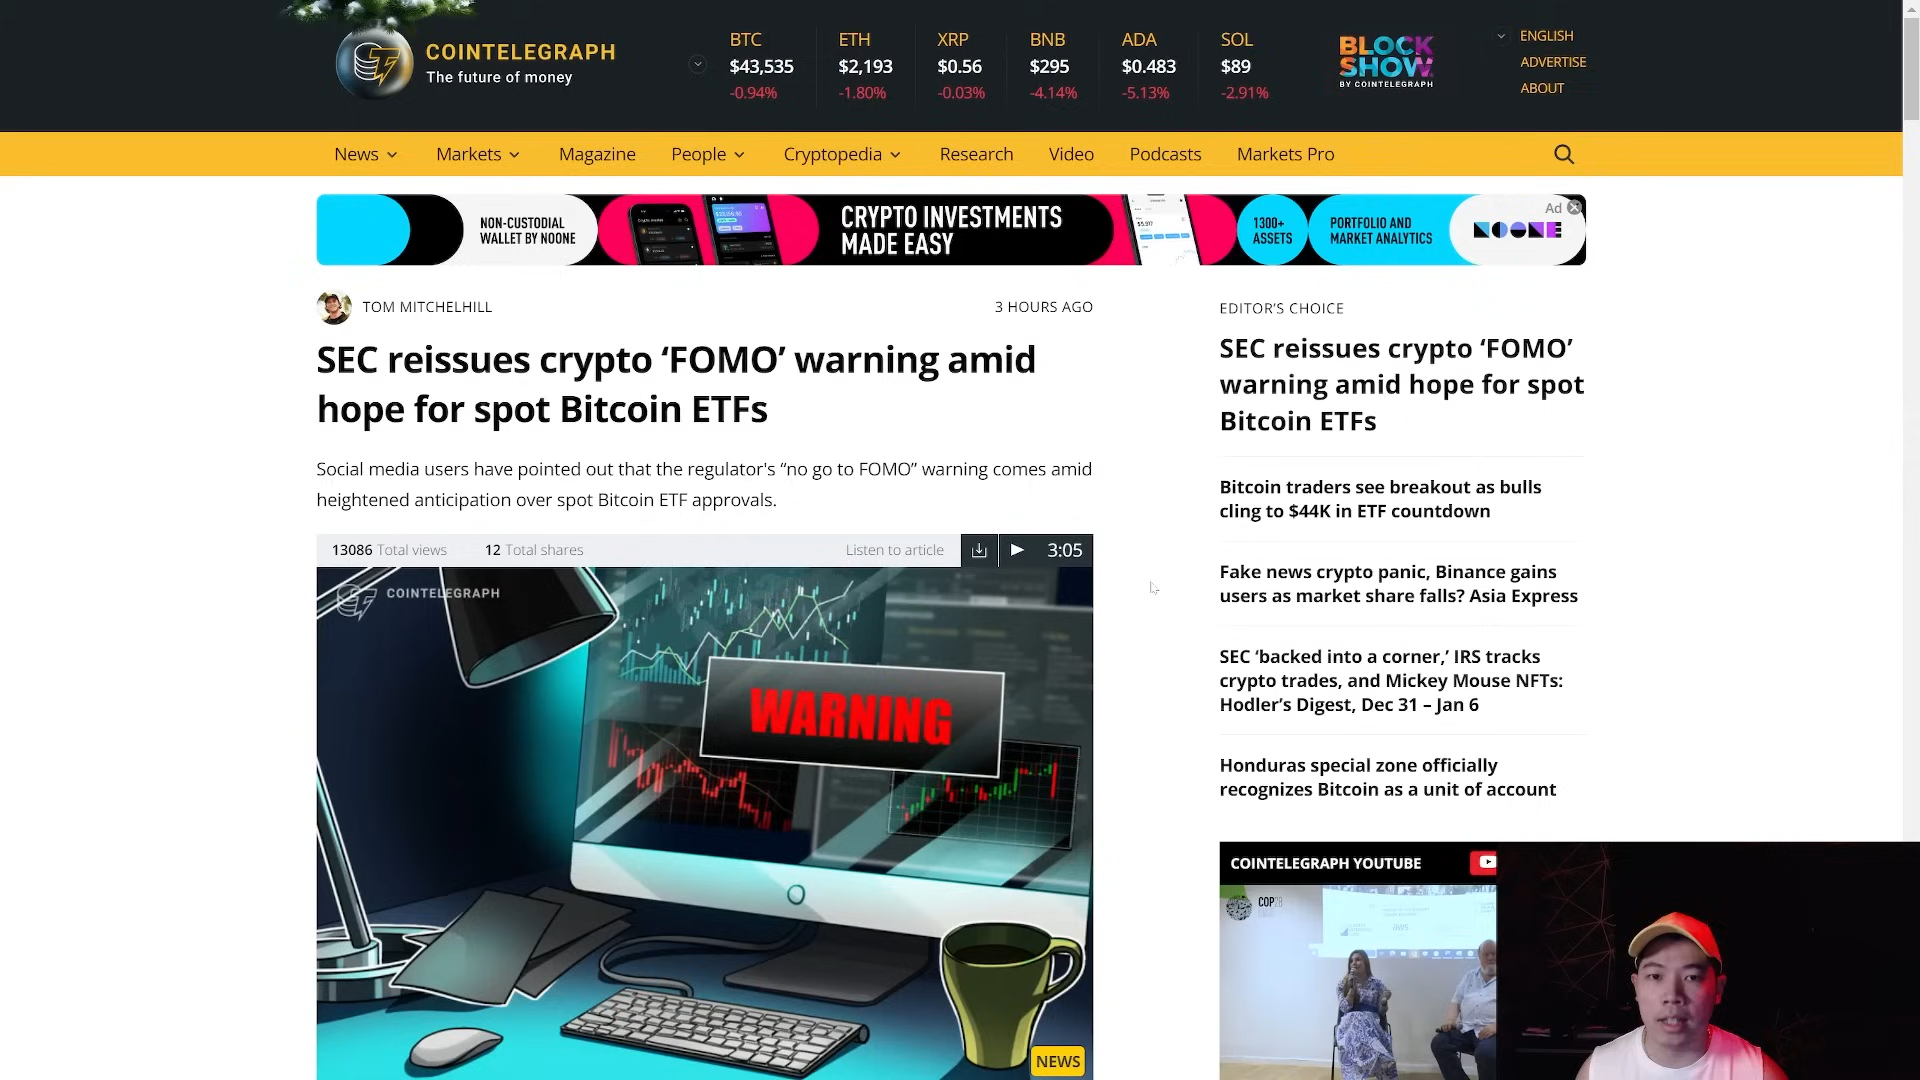 COINTELEGRAPH
The future of money
BTC
$43,535
-0.94%
ETH
$2,193
-1.80%
XRP
$0.56
-0.03%
BNB
$295
-4.14%
ADA
$0.483
-5.13%
SOL
$89
-2.91%
BLOCK
SHOW
BY COINTELEGRAPH
ENGLISH
ADVERTISE
ABOUT
News
Markets
Magazine
People
Cryptopedia
Research
Video
Podcasts
Markets Pro
NON-CUSTODIAL
WALLET BY NOONE
CRYPTO INVESTMENTS
MADE EASY
1300+
ASSETS
PORTFOLIO AND
MARKET ANALYTICS
Ad
NOONE
TOM MITCHELHILL
3 HOURS AGO
SEC reissues crypto ‘FOMO’ warning amid
hope for spot Bitcoin ETFs
Social media users have pointed out that the regulator's “no go to FOMO” warning comes amid
heightened anticipation over spot Bitcoin ETF approvals.
13086 Total views
12 Total shares
Listen to article
3:05
COINTELEGRAPH
WARNING
NEWS
EDITOR’S CHOICE
SEC reissues crypto ‘FOMO’
warning amid hope for spot
Bitcoin ETFs
Bitcoin traders see breakout as bulls
cling to $44K in ETF countdown
Fake news crypto panic, Binance gains
users as market share falls? Asia Express
SEC ‘backed into a corner,’ IRS tracks
crypto trades, and Mickey Mouse NFTs:
Hodler’s Digest, Dec 31 – Jan 6
Honduras special zone officially
recognizes Bitcoin as a unit of account
COINTELEGRAPH YOUTUBE
COP28
aws